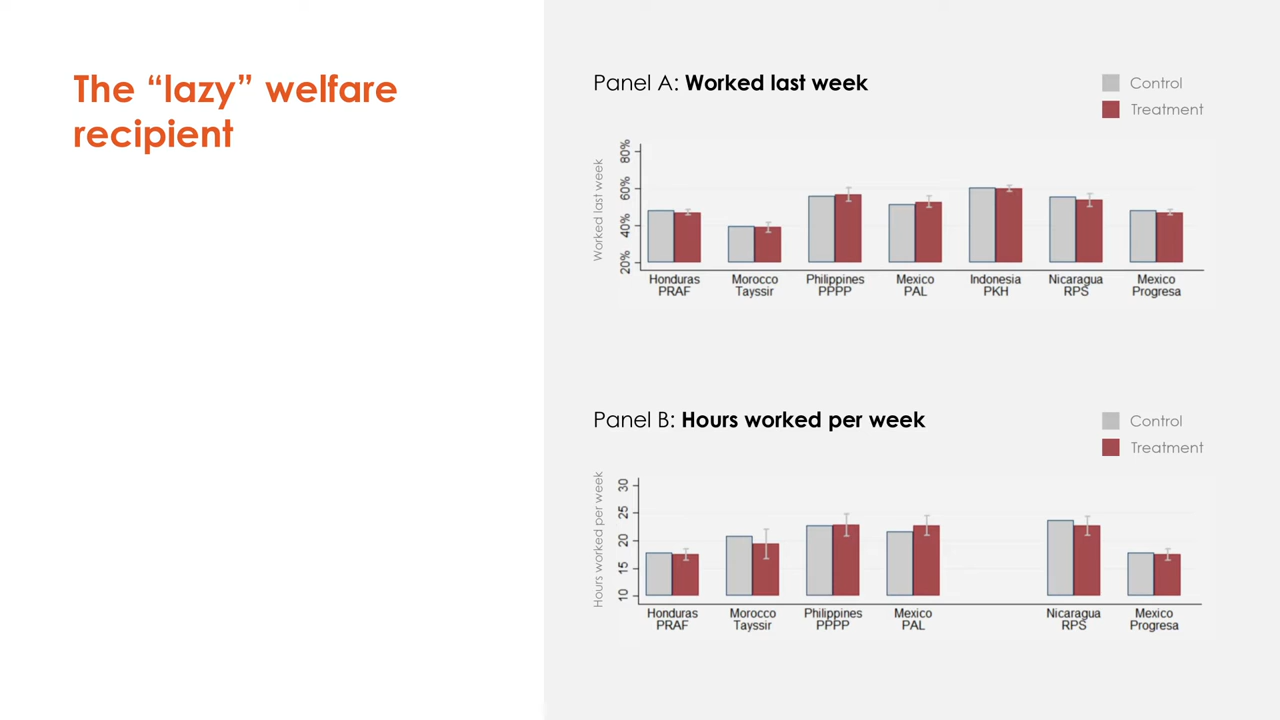 The “lazy” welfare
recipient
Panel A: Worked last week
Control
Treatment
Worked last week
80%
60%
40%
20%
Honduras
PRAF
Morocco
Tayssir
Philippines
PPPP
Mexico
PAL
Indonesia
PKH
Nicaragua
RPS
Mexico
Progresa
Panel B: Hours worked per week
Control
Treatment
Hours worked per week
30
25
20
15
10
Honduras
PRAF
Morocco
Tayssir
Philippines
PPPP
Mexico
PAL
Nicaragua
RPS
Mexico
Progresa